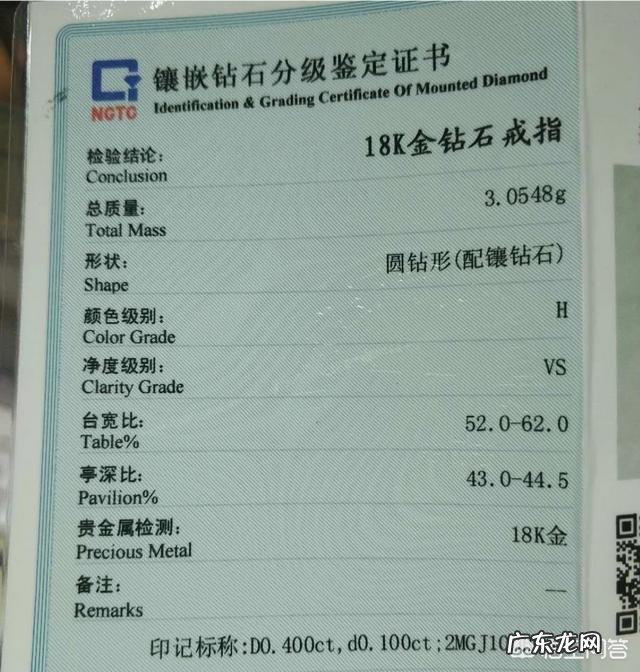 镶嵌钻石分级鉴定证书
Identification & Grading Certificate Of Mounted Diamond
NGTC
检验结论:
18K金钻石戒指
Conclusion
总质量:
3.0548g
Total Mass
形状:
圆钻形(配镶钻石)
Shape
颜色级别:
H
Color Grade
净度级别:
VS
Clarity Grade
台宽比:
52.0-62.0
Table%
亭深比:
43.0-44.5
Pavilion%
贵金属检测:
18K金
Precious Metal
备注:
--
Remarks
印记标称:D0.400ct,d0.100ct;2MGJ1
广东龙网